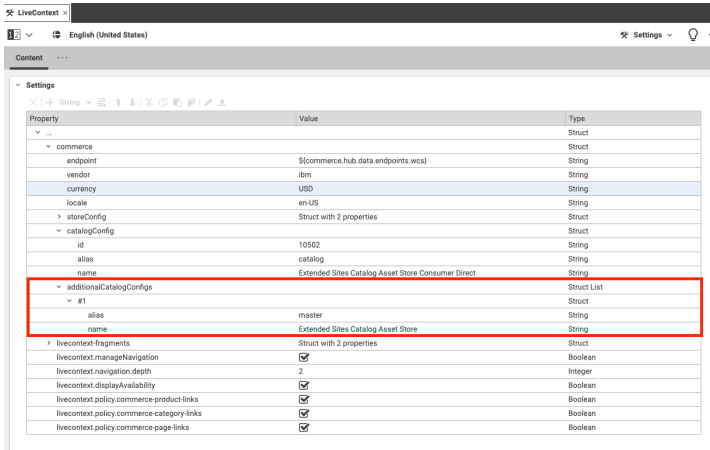 LiveContext ×
12 English (United States) Settings
Content ...
Settings
String
Property Value Type
... Struct
commerce Struct
endpoint ${commerce.hub.data.endpoints.wcs} String
vendor ibm String
currency USD String
locale en-US String
storeConfig Struct with 2 properties Struct
catalogConfig Struct
id 10502 String
alias catalog String
name Extended Sites Catalog Asset Store Consumer Direct String
additionalCatalogConfigs Struct List
#1 Struct
alias master String
name Extended Sites Catalog Asset Store String
livecontext-fragments Struct with 2 properties Struct
livecontext.manageNavigation Boolean
livecontext.navigation.depth 2 Integer
livecontext.displayAvailability Boolean
livecontext.policy.commerce-product-links Boolean
livecontext.policy.commerce-category-links Boolean
livecontext.policy.commerce-page-links Boolean